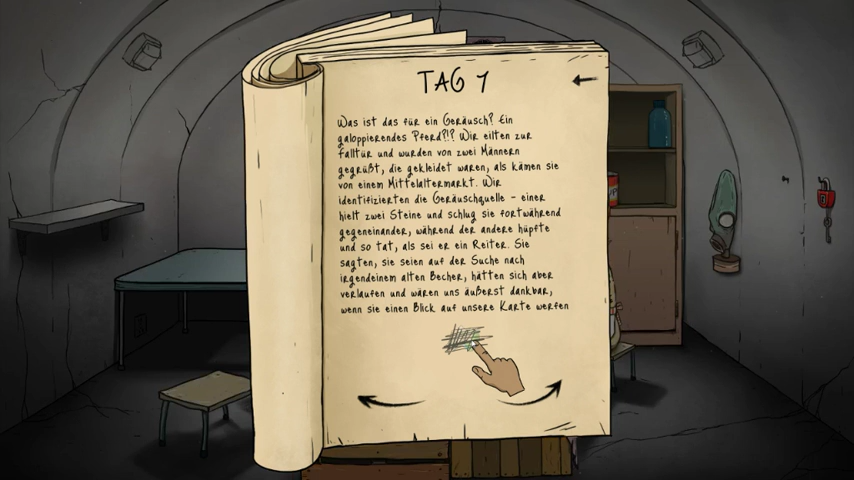 TAG 7
Was ist das für ein Geräusch? Ein
galoppierendes Pferd?!? Wir eilten zur
Falltür und wurden von zwei Männern
gegrüßt, die gekleidet waren, als kämen sie
von einem Mittelaltermarkt. Wir
identifizierten die Geräuschquelle - einer
hielt zwei Steine und schlug sie fortwährend
gegeneinander, während der andere hüpfte
und so tat, als sei er ein Reiter. Sie
sagten, sie seien auf der Suche nach
irgendeinem alten Becher, hätten sich aber
verlaufen und wären uns äußerst dankbar,
wenn sie einen Blick auf unsere Karte werfen